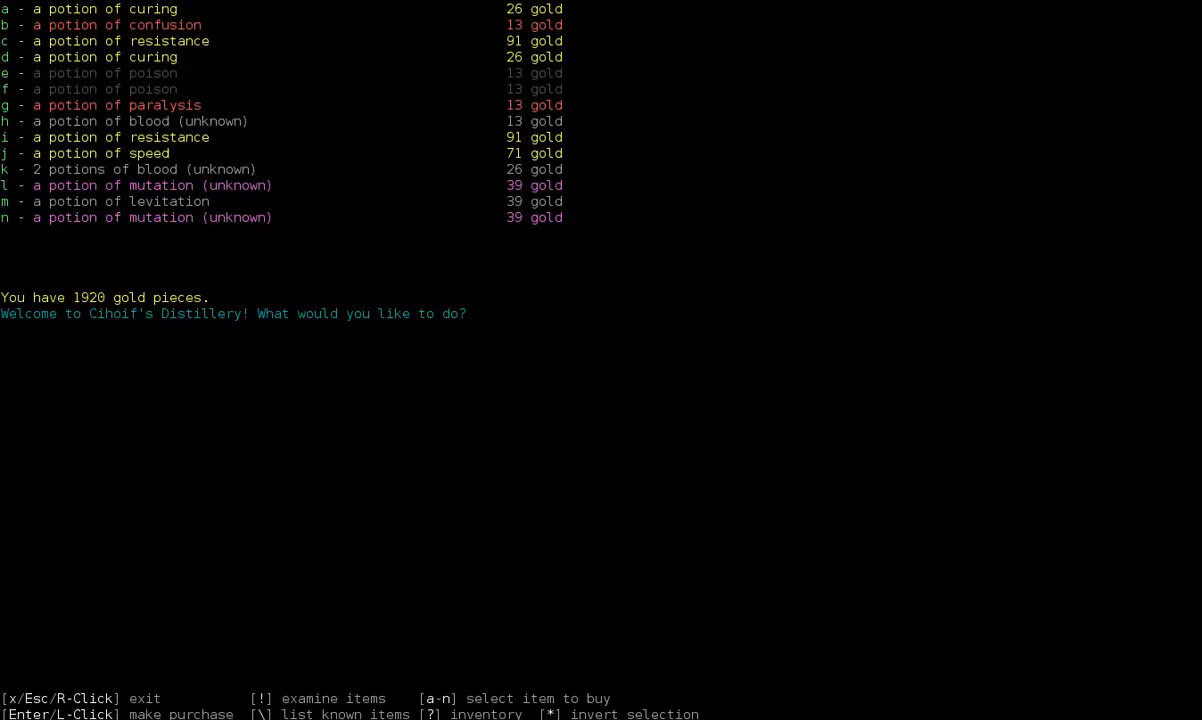 a - a potion of curing 26 gold
b - a potion of confusion 13 gold
c - a potion of resistance 91 gold
d - a potion of curing 26 gold
e - a potion of poison 13 gold
f - a potion of poison 13 gold
g - a potion of paralysis 13 gold
h - a potion of blood (unknown) 13 gold
i - a potion of resistance 91 gold
j - a potion of speed 71 gold
k - 2 potions of blood (unknown) 26 gold
l - a potion of mutation (unknown) 39 gold
m - a potion of levitation 39 gold
n - a potion of mutation (unknown) 39 gold
You have 1920 gold pieces.
Welcome to Cihoif's Distillery! What would you like to do?
[x/Esc/R-Click] exit [!] examine items [a-n] select item to buy
[Enter/L-Click] make purchase [\] list known items [?] inventory [*] invert selection